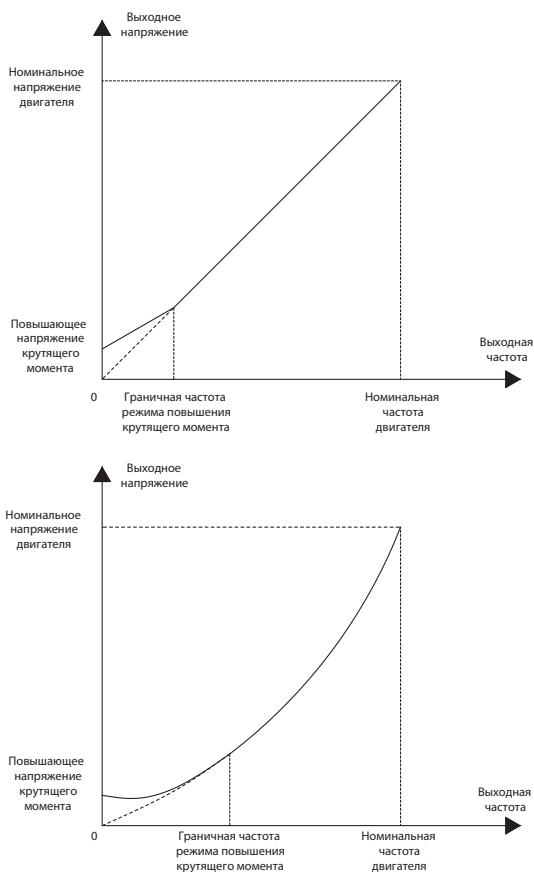 Выходное
напряжение
Номинальное
напряжение
двигателя
Повышающее
напряжение
крутящего
момента
Выходная
частота
0
Граничная частота
режима повышения
крутящего момента
Номинальная
частота
двигателя
Выходное
напряжение
Номинальное
напряжение
двигателя
Повышающее
напряжение
крутящего
момента
Выходная
частота
0
Граничная частота
режима повышения
крутящего момента
Номинальная
частота
двигателя